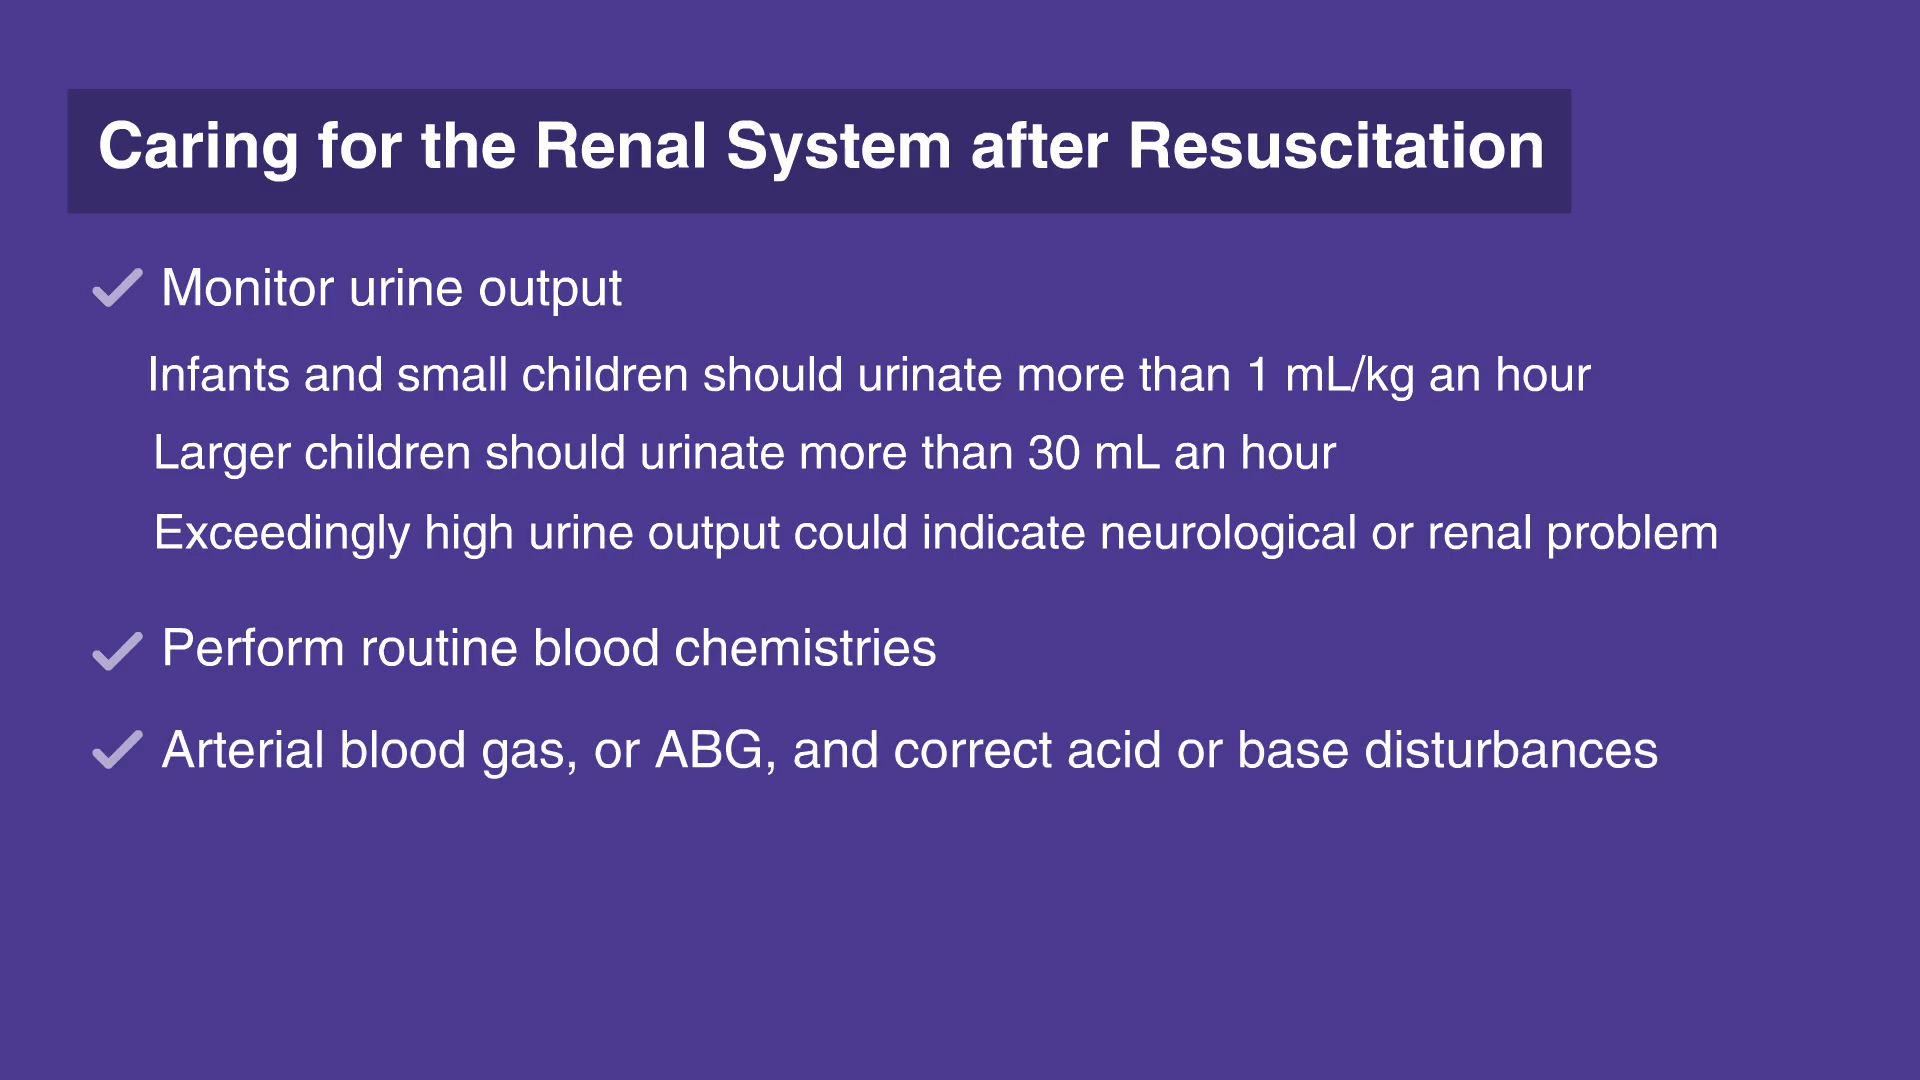 Caring for the Renal System after Resuscitation
Monitor urine output
Infants and small children should urinate more than 1 mL/kg an hour
Larger children should urinate more than 30 mL an hour
Exceedingly high urine output could indicate neurological or renal problem
Perform routine blood chemistries
Arterial blood gas, or ABG, and correct acid or base disturbances